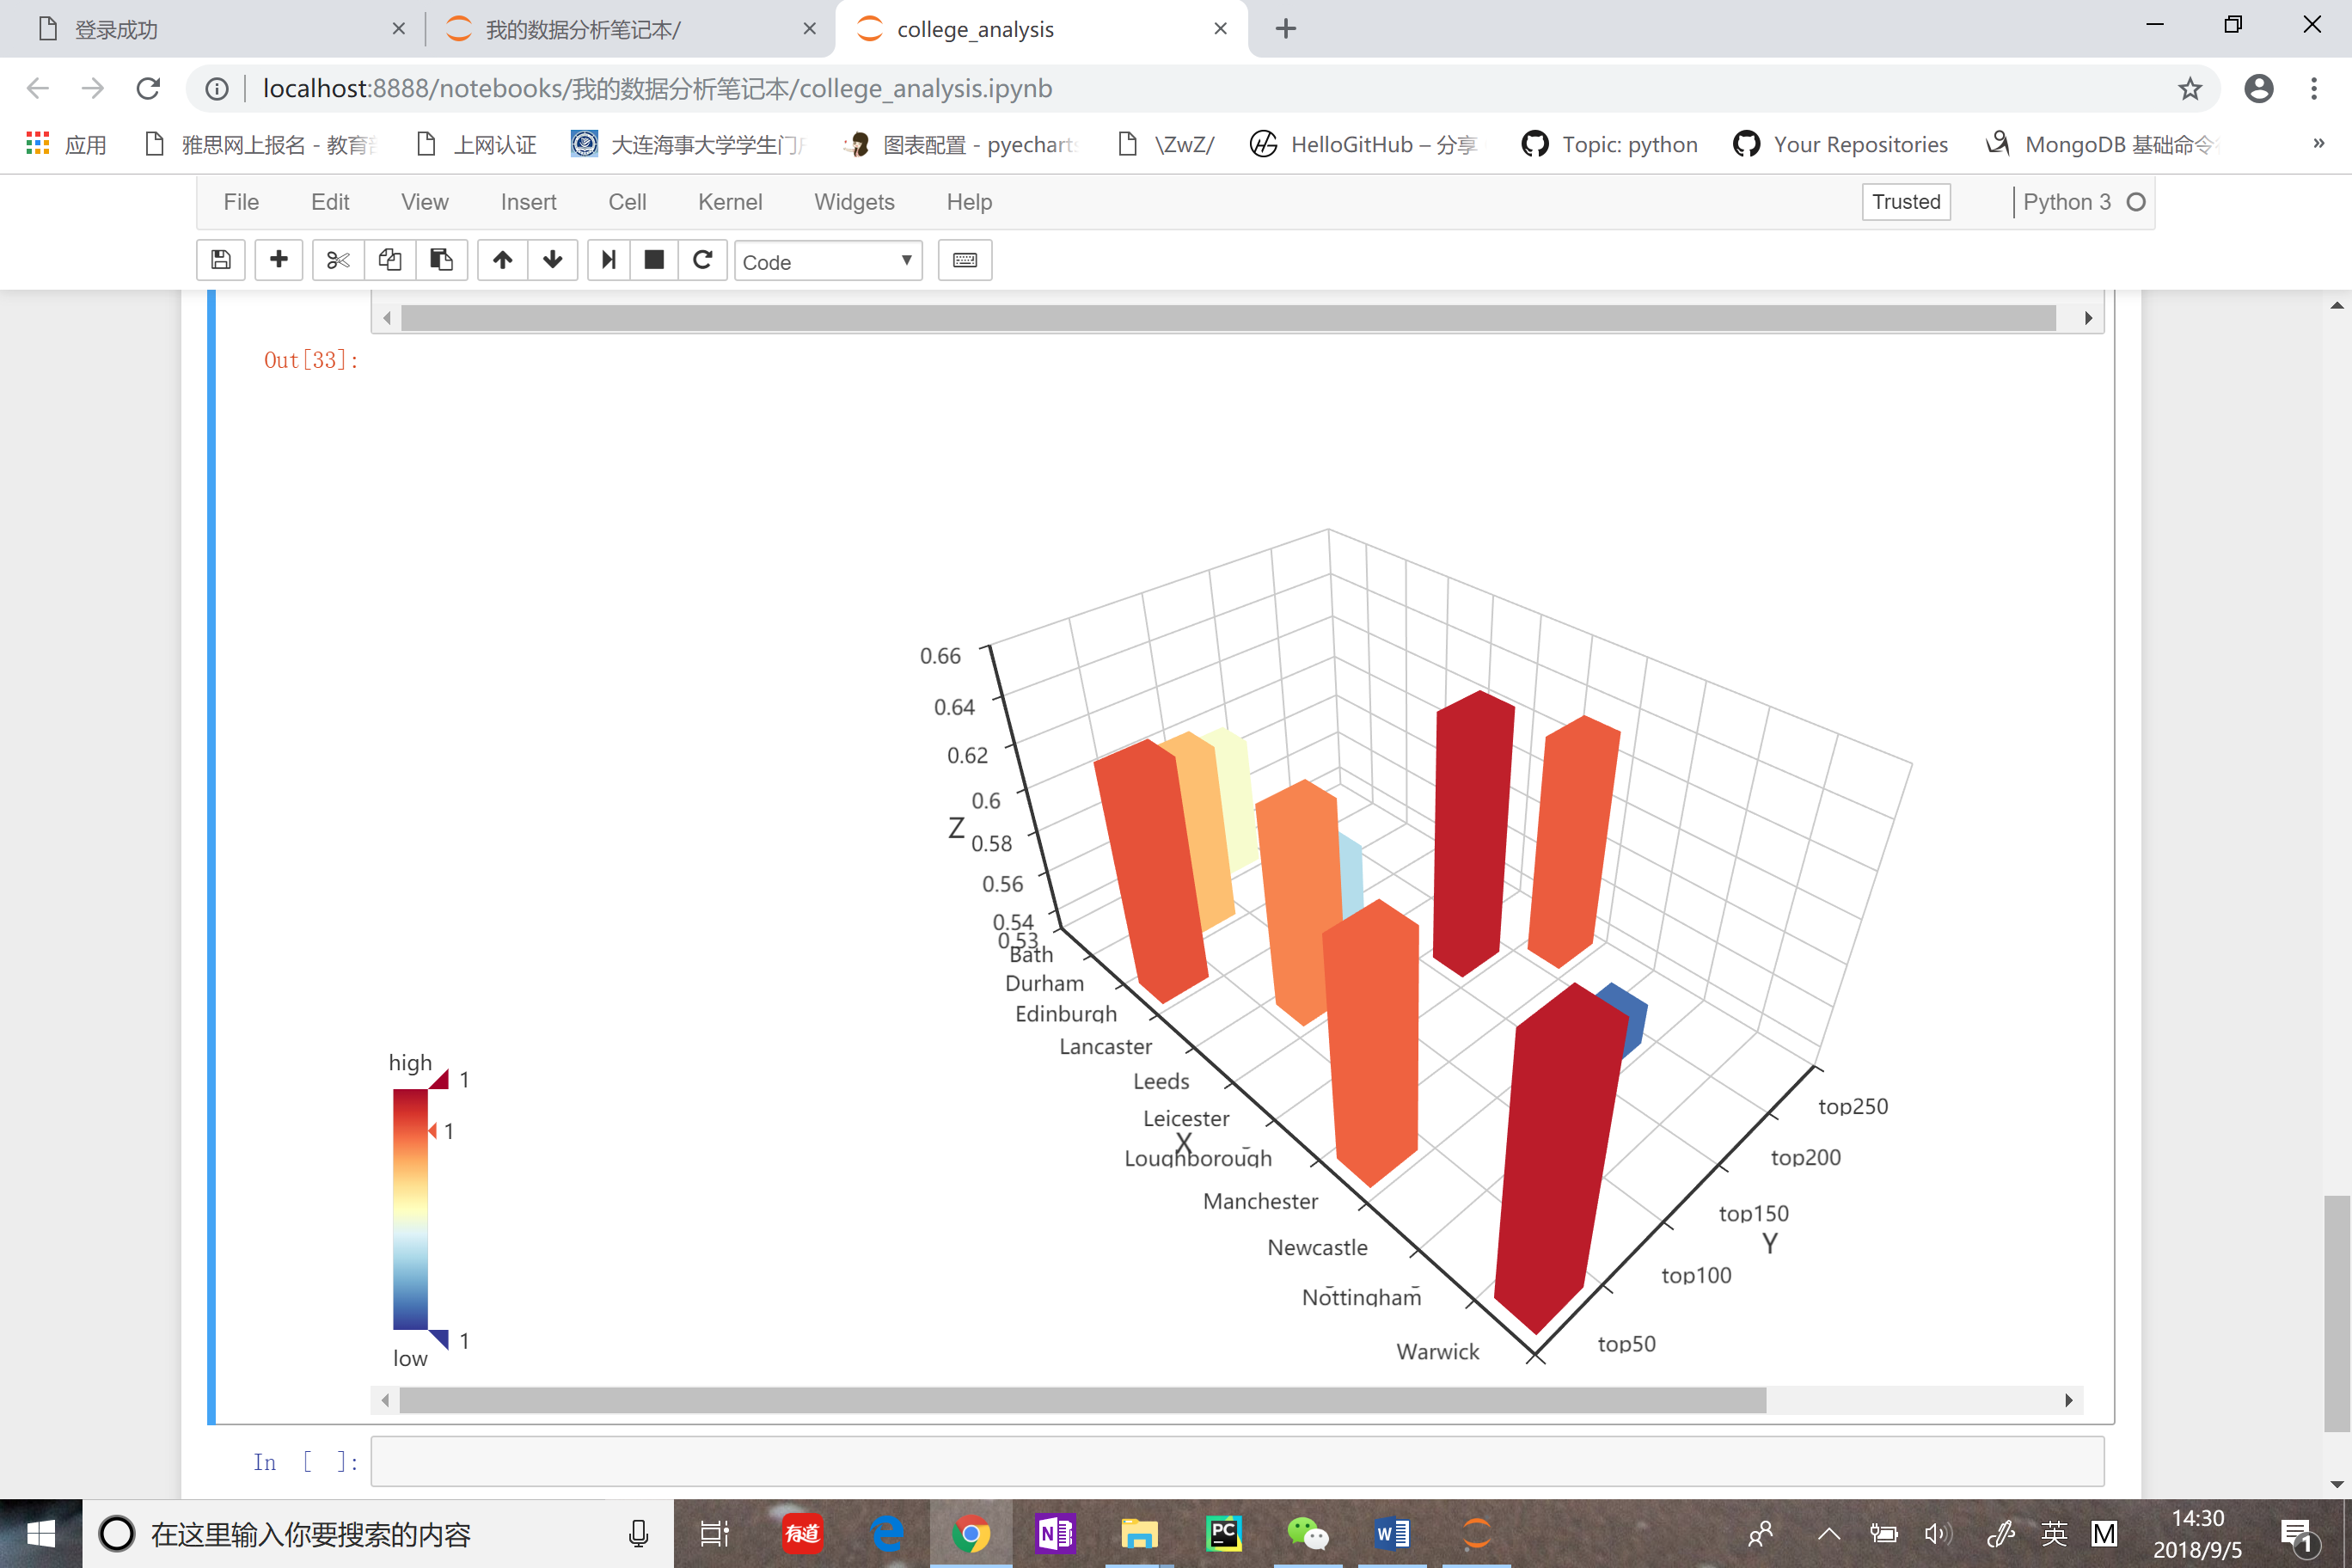 登录成功
我的数据分析笔记本/
college_analysis
localhost:8888/notebooks/我的数据分析笔记本/college_analysis.ipynb
应用
雅思网上报名 - 教育
上网认证
大连海事大学学生门
图表配置 - pyecharts
\ZwZ/
HelloGitHub – 分享
Topic: python
Your Repositories
MongoDB 基础命令
»
File Edit View Insert Cell Kernel Widgets Help
Trusted
Python 3
Code
Out[33]:
0.66
0.64
0.62
0.6
Z
0.58
0.56
0.54
0.53
Bath
Durham
Edinburgh
Lancaster
Leeds
Leicester
X
Loughborough
Manchester
Newcastle
Nottingham
Warwick
top250
top200
top150
Y
top100
top50
high
1
1
1
low
In [ ]:
在这里输入你要搜索的内容
有道
N
PC
W
英
M
14:30
2018/9/5
1